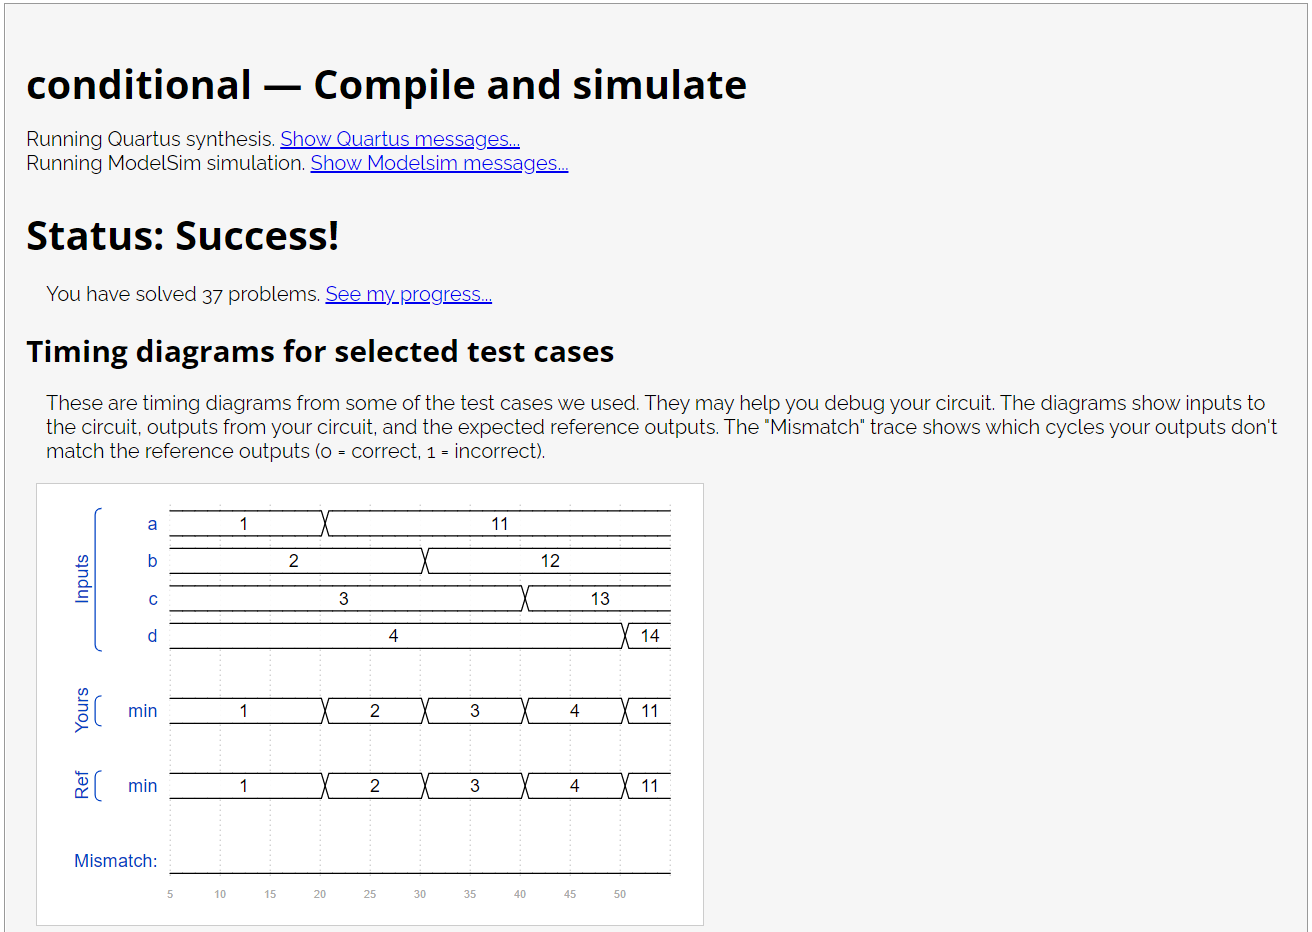 conditional — Compile and simulate
Running Quartus synthesis. Show Quartus messages...
Running ModelSim simulation. Show Modelsim messages...
Status: Success!
You have solved 37 problems. See my progress...
Timing diagrams for selected test cases
These are timing diagrams from some of the test cases we used. They may help you debug your circuit. The diagrams show inputs to
the circuit, outputs from your circuit, and the expected reference outputs. The "Mismatch" trace shows which cycles your outputs don't
match the reference outputs (0 = correct, 1 = incorrect).
Inputs
a 1 11
b 2 12
c 3 13
d 4 14
Yours
min 1 2 3 4 11
Ref
min 1 2 3 4 11
Mismatch:
5 10 15 20 25 30 35 40 45 50